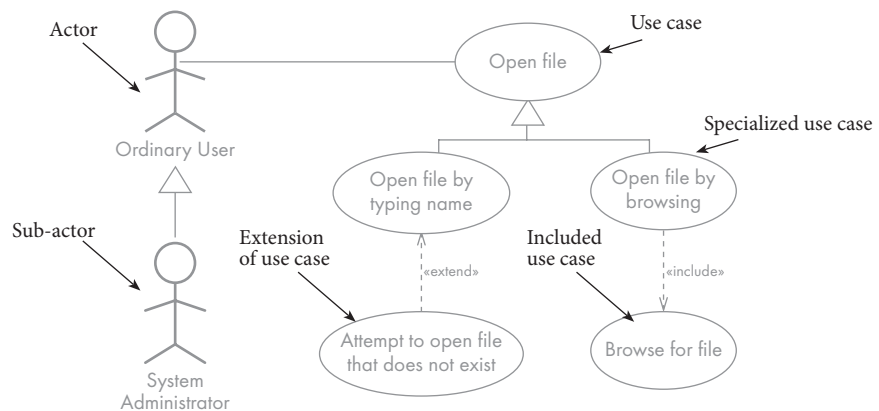 Actor
Use case
Open file
Ordinary User
Specialized use case
Open file by
typing name
Open file by
browsing
Sub-actor
Extension
of use case
Included
use case
«extend»
«include»
Attempt to open file
that does not exist
Browse for file
System
Administrator